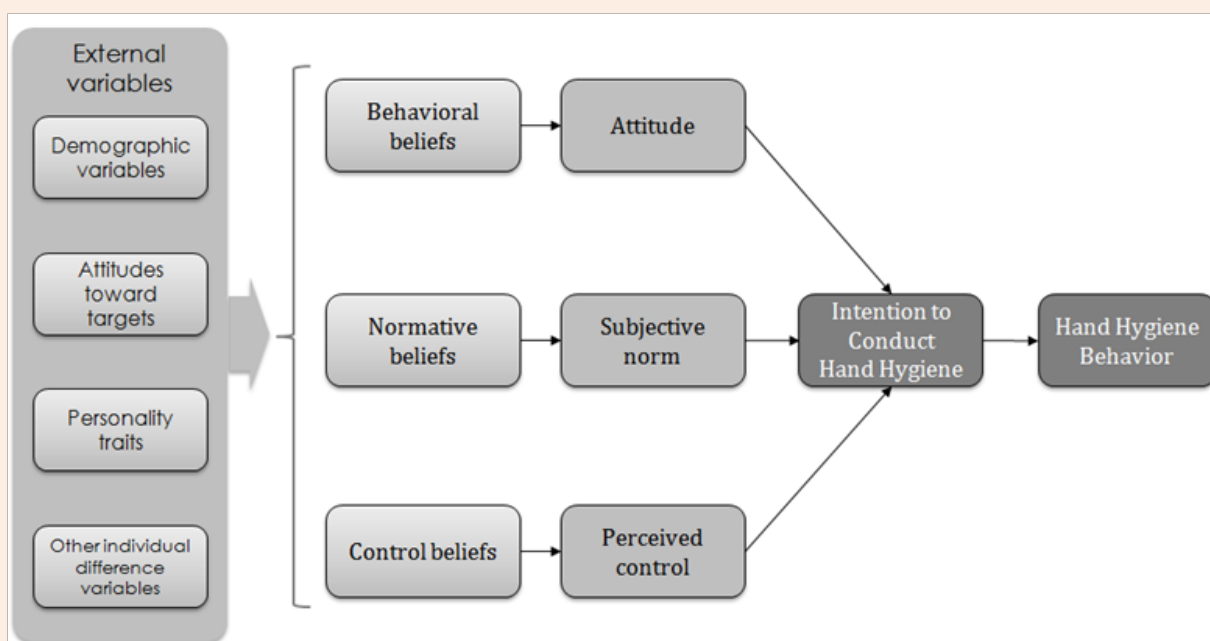 External
variables
Demographic
variables
Attitudes
toward
targets
Personality
traits
Other individual
difference
variables
Behavioral
beliefs
Attitude
Normative
beliefs
Subjective
norm
Control beliefs
Perceived
control
Intention to
Conduct
Hand Hygiene
Hand Hygiene
Behavior